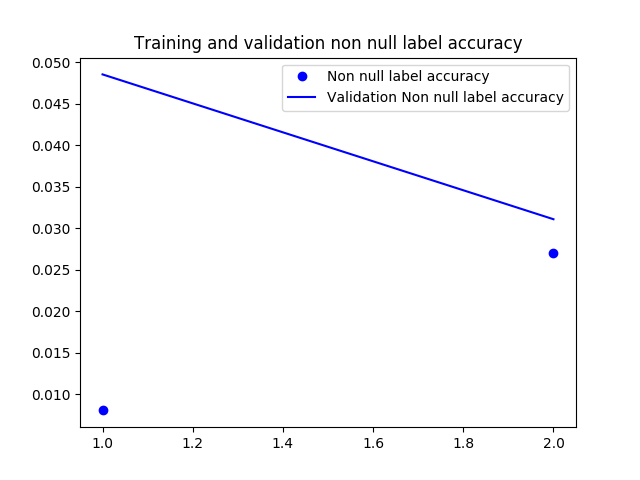 Training and validation non null label accuracy
Non null label accuracy
Validation Non null label accuracy
0.050
0.045
0.040
0.035
0.030
0.025
0.020
0.015
0.010
1.0 1.2 1.4 1.6 1.8 2.0